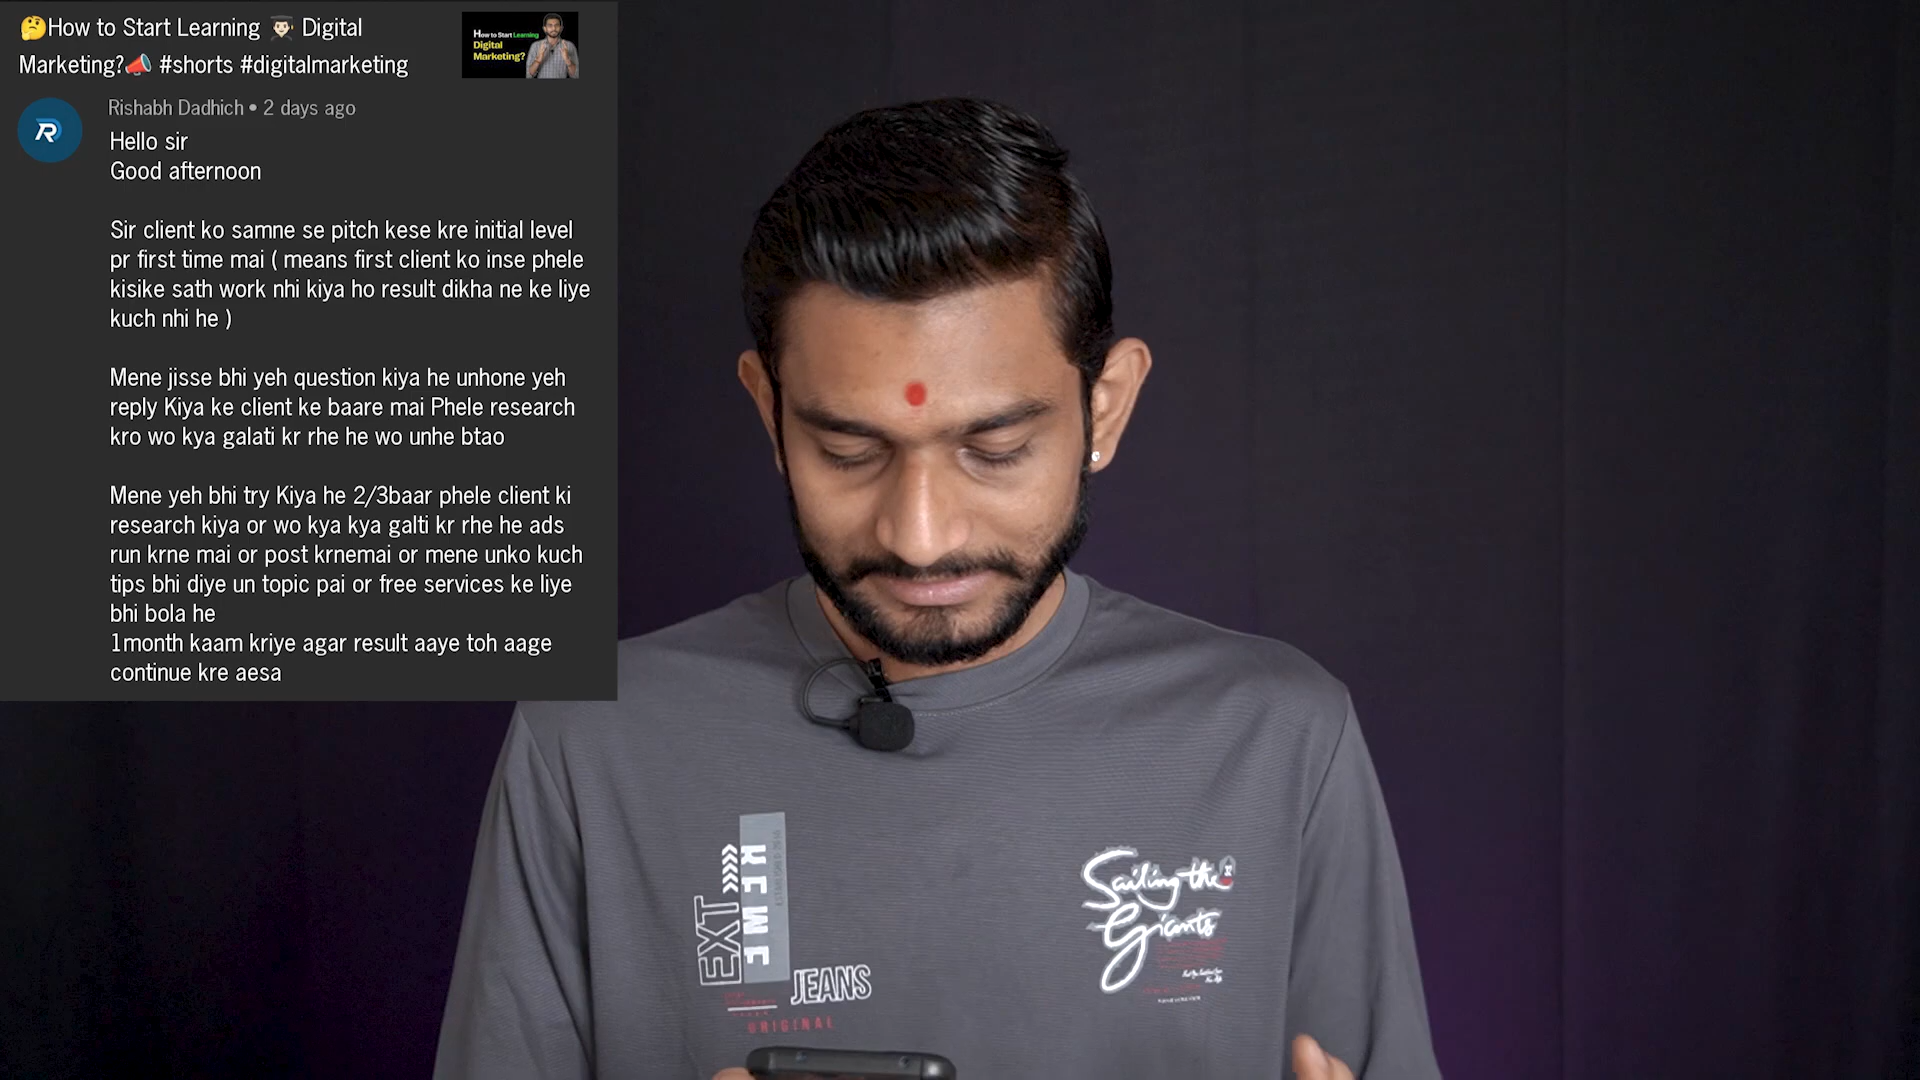 🤔How to Start Learning 👨🏻‍🎓 Digital
Marketing?📣 #shorts #digitalmarketing
How to Start Learning
Digital
Marketing?
Rishabh Dadhich • 2 days ago
Hello sir
Good afternoon
Sir client ko samne se pitch kese kre initial level
pr first time mai ( means first client ko inse phele
kisike sath work nhi kiya ho result dikha ne ke liye
kuch nhi he )
Mene jisse bhi yeh question kiya he unhone yeh
reply Kiya ke client ke baare mai Phele research
kro wo kya galati kr rhe he wo unhe btao
Mene yeh bhi try Kiya he 2/3baar phele client ki
research kiya or wo kya kya galti kr rhe he ads
run krne mai or post krnemai or mene unko kuch
tips bhi diye un topic pai or free services ke liye
bhi bola he
1month kaam kriye agar result aaye toh aage
continue kre aesa
EXT
JEANS
ORIGINAL
Sailing the
Giants